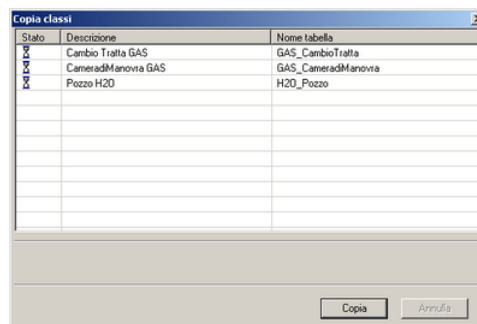 Copia classi
Stato Descrizione Nome tabella
Cambio Tratta GAS GAS_CambioTratta
CameradiManovra GAS GAS_CameradiManovra
Pozzo H2O H2O_Pozzo
Copia Annulla